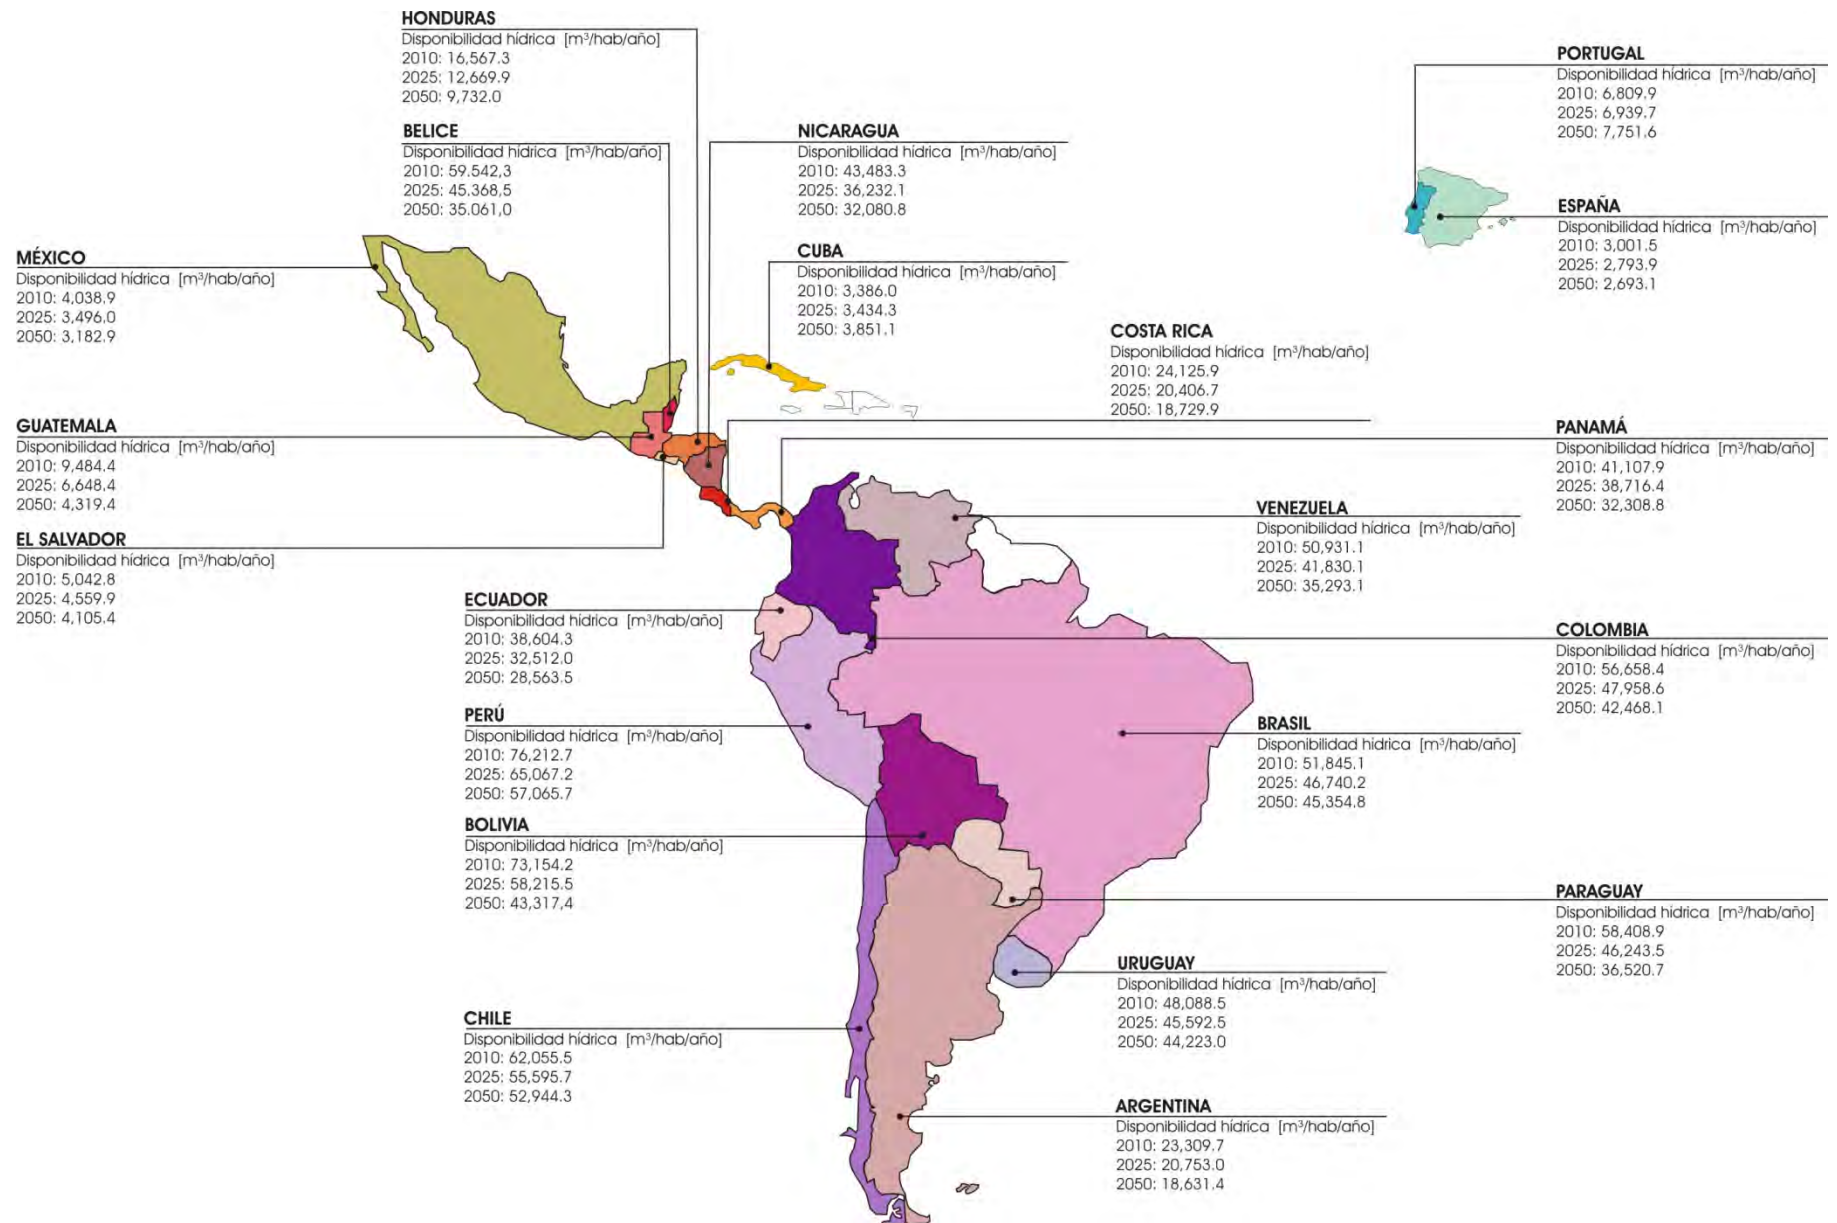 HONDURAS
Disponibilidad hídrica [m³/hab/año]
2010: 16,567.3
2025: 12,669.9
2050: 9,732.0
BELICE
Disponibilidad hídrica [m³/hab/año]
2010: 59.542,3
2025: 45.368,5
2050: 35.061,0
NICARAGUA
Disponibilidad hídrica [m³/hab/año]
2010: 43,483.3
2025: 36,232.1
2050: 32,080.8
PORTUGAL
Disponibilidad hídrica [m³/hab/año]
2010: 6,809.9
2025: 6,939.7
2050: 7,751.6
ESPAÑA
Disponibilidad hídrica [m³/hab/año]
2010: 3,001.5
2025: 2,793.9
2050: 2,693.1
MÉXICO
Disponibilidad hídrica [m³/hab/año]
2010: 4,038.9
2025: 3,496.0
2050: 3,182.9
CUBA
Disponibilidad hídrica [m³/hab/año]
2010: 3,386.0
2025: 3,434.3
2050: 3,851.1
COSTA RICA
Disponibilidad hídrica [m³/hab/año]
2010: 24,125.9
2025: 20,406.7
2050: 18,729.9
GUATEMALA
Disponibilidad hídrica [m³/hab/año]
2010: 9,484.4
2025: 6,648.4
2050: 4,319.4
PANAMÁ
Disponibilidad hídrica [m³/hab/año]
2010: 41,107.9
2025: 38,716.4
2050: 32,308.8
EL SALVADOR
Disponibilidad hídrica [m³/hab/año]
2010: 5,042.8
2025: 4,559.9
2050: 4,105.4
VENEZUELA
Disponibilidad hídrica [m³/hab/año]
2010: 50,931.1
2025: 41,830.1
2050: 35,293.1
ECUADOR
Disponibilidad hídrica [m³/hab/año]
2010: 38,604.3
2025: 32,512.0
2050: 28,563.5
COLOMBIA
Disponibilidad hídrica [m³/hab/año]
2010: 56,658.4
2025: 47,958.6
2050: 42,468.1
PERÚ
Disponibilidad hídrica [m³/hab/año]
2010: 76,212.7
2025: 65,067.2
2050: 57,065.7
BRASIL
Disponibilidad hídrica [m³/hab/año]
2010: 51,845.1
2025: 46,740.2
2050: 45,354.8
BOLIVIA
Disponibilidad hídrica [m³/hab/año]
2010: 73,154.2
2025: 58,215.5
2050: 43,317,4
PARAGUAY
Disponibilidad hídrica [m³/hab/año]
2010: 58,408.9
2025: 46,243.5
2050: 36,520.7
URUGUAY
Disponibilidad hídrica [m³/hab/año]
2010: 48,088.5
2025: 45,592.5
2050: 44,223.0
CHILE
Disponibilidad hídrica [m³/hab/año]
2010: 62,055.5
2025: 55,595.7
2050: 52,944.3
ARGENTINA
Disponibilidad hídrica [m³/hab/año]
2010: 23,309.7
2025: 20,753.0
2050: 18,631.4